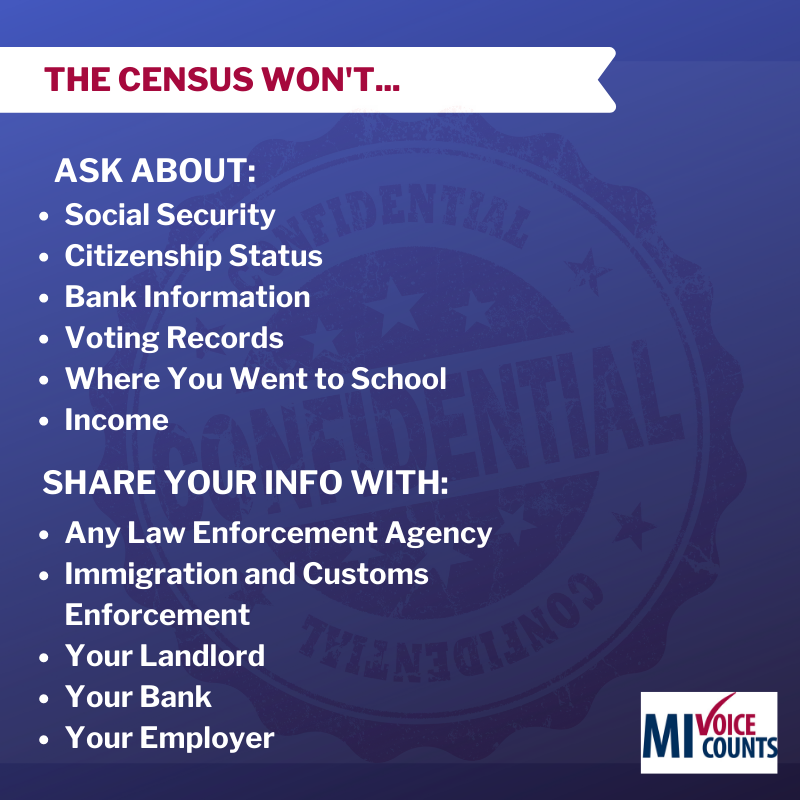 THE CENSUS WON'T...
ASK ABOUT:
• Social Security
• Citizenship Status
• Bank Information
• Voting Records
• Where You Went to School
• Income
SHARE YOUR INFO WITH:
• Any Law Enforcement Agency
• Immigration and Customs
Enforcement
• Your Landlord
• Your Bank
• Your Employer
CONFIDENTIAL
CONFIDENTIAL
CONFIDENTIAL
MI VOICE
COUNTS